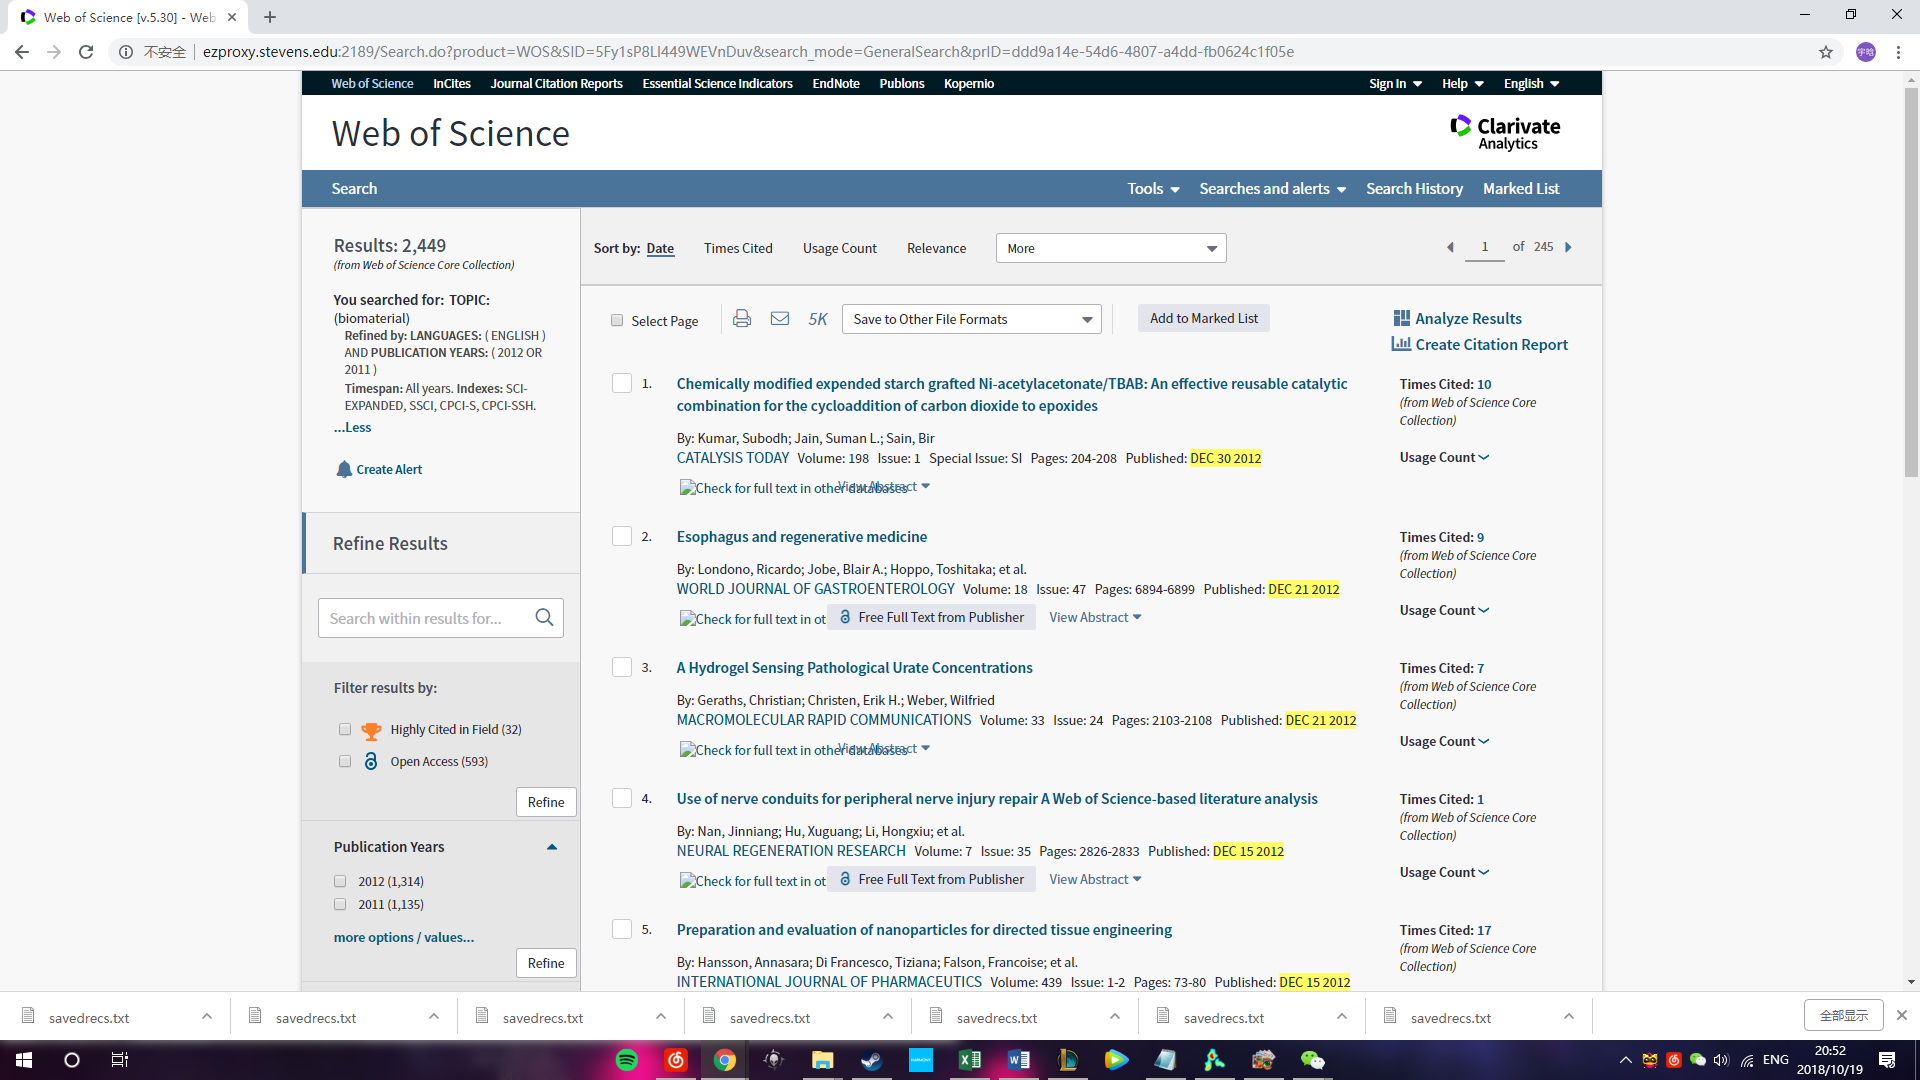 Web of Science [v.5.30] - Web
不安全
ezproxy.stevens.edu:2189/Search.do?product=WOS&SID=5Fy1sP8LI449WEVnDuv&search_mode=GeneralSearch&prID=ddd9a14e-54d6-4807-a4dd-fb0624c1f05e
Web of Science InCites Journal Citation Reports Essential Science Indicators EndNote Publons Kopernio Sign In Help English
Web of Science
Clarivate
Analytics
Search Tools Searches and alerts Search History Marked List
Results: 2,449
(from Web of Science Core Collection)
You searched for: TOPIC:
(biomaterial)
Refined by: LANGUAGES: ( ENGLISH )
AND PUBLICATION YEARS: ( 2012 OR
2011 )
Timespan: All years. Indexes: SCI-
EXPANDED, SSCI, CPCI-S, CPCI-SSH.
...Less
Create Alert
Refine Results
Search within results for...
Filter results by:
Highly Cited in Field (32)
Open Access (593)
Refine
Publication Years
2012 (1,314)
2011 (1,135)
more options / values...
Refine
Sort by: Date Times Cited Usage Count Relevance More
1 of 245
Select Page 5K Save to Other File Formats Add to Marked List
Analyze Results
Create Citation Report
1. Chemically modified expended starch grafted Ni-acetylacetonate/TBAB: An effective reusable catalytic
combination for the cycloaddition of carbon dioxide to epoxides
By: Kumar, Subodh; Jain, Suman L.; Sain, Bir
CATALYSIS TODAY Volume: 198 Issue: 1 Special Issue: SI Pages: 204-208 Published: DEC 30 2012
Check for full text in other databases View Abstract
Times Cited: 10
(from Web of Science Core
Collection)
Usage Count
2. Esophagus and regenerative medicine
By: Londono, Ricardo; Jobe, Blair A.; Hoppo, Toshitaka; et al.
WORLD JOURNAL OF GASTROENTEROLOGY Volume: 18 Issue: 47 Pages: 6894-6899 Published: DEC 21 2012
Check for full text in ot Free Full Text from Publisher View Abstract
Times Cited: 9
(from Web of Science Core
Collection)
Usage Count
3. A Hydrogel Sensing Pathological Urate Concentrations
By: Geraths, Christian; Christen, Erik H.; Weber, Wilfried
MACROMOLECULAR RAPID COMMUNICATIONS Volume: 33 Issue: 24 Pages: 2103-2108 Published: DEC 21 2012
Check for full text in other databases View Abstract
Times Cited: 7
(from Web of Science Core
Collection)
Usage Count
4. Use of nerve conduits for peripheral nerve injury repair A Web of Science-based literature analysis
By: Nan, Jinniang; Hu, Xuguang; Li, Hongxiu; et al.
NEURAL REGENERATION RESEARCH Volume: 7 Issue: 35 Pages: 2826-2833 Published: DEC 15 2012
Check for full text in ot Free Full Text from Publisher View Abstract
Times Cited: 1
(from Web of Science Core
Collection)
Usage Count
5. Preparation and evaluation of nanoparticles for directed tissue engineering
By: Hansson, Annasara; Di Francesco, Tiziana; Falson, Francoise; et al.
INTERNATIONAL JOURNAL OF PHARMACEUTICS Volume: 439 Issue: 1-2 Pages: 73-80 Published: DEC 15 2012
Times Cited: 17
(from Web of Science Core
Collection)
savedrecs.txt savedrecs.txt savedrecs.txt savedrecs.txt savedrecs.txt savedrecs.txt savedrecs.txt 全部显示
ENG
20:52
2018/10/19